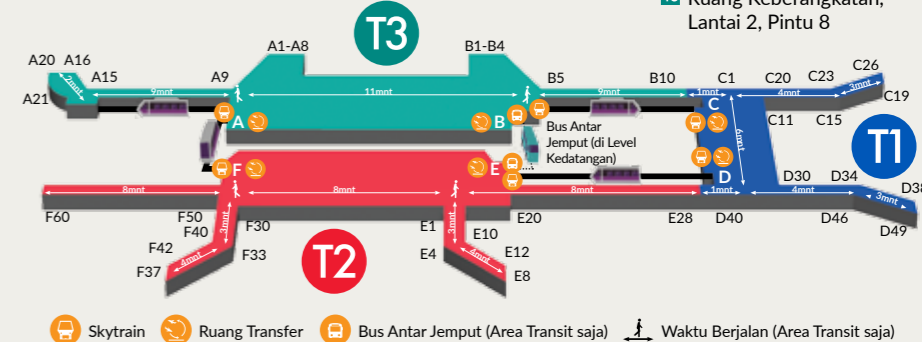 Ruang Keberangkatan,
Lantai 2, Pintu 8
T3
A1-A8
B1-B4
A20
A16
A15
A9
B5
B10
C1
C20
C23
C26
2mnt
9mnt
11mnt
9mnt
1mnt
4mnt
3mnt
A21
C19
A
B
C
C11
C15
Bus Antar
Jemput (di Level
Kedatangan)
6mnt
T1
F
E
D
D30
D34
D38
8mnt
8mnt
8mnt
1mnt
4mnt
3mnt
F60
F50
F30
E1
E20
E28
D40
D46
D49
F40
3mnt
3mnt
E10
F42
F33
T2
E4
E12
F37
4mnt
4mnt
E8
Skytrain
Ruang Transfer
Bus Antar Jemput (Area Transit saja)
Waktu Berjalan (Area Transit saja)